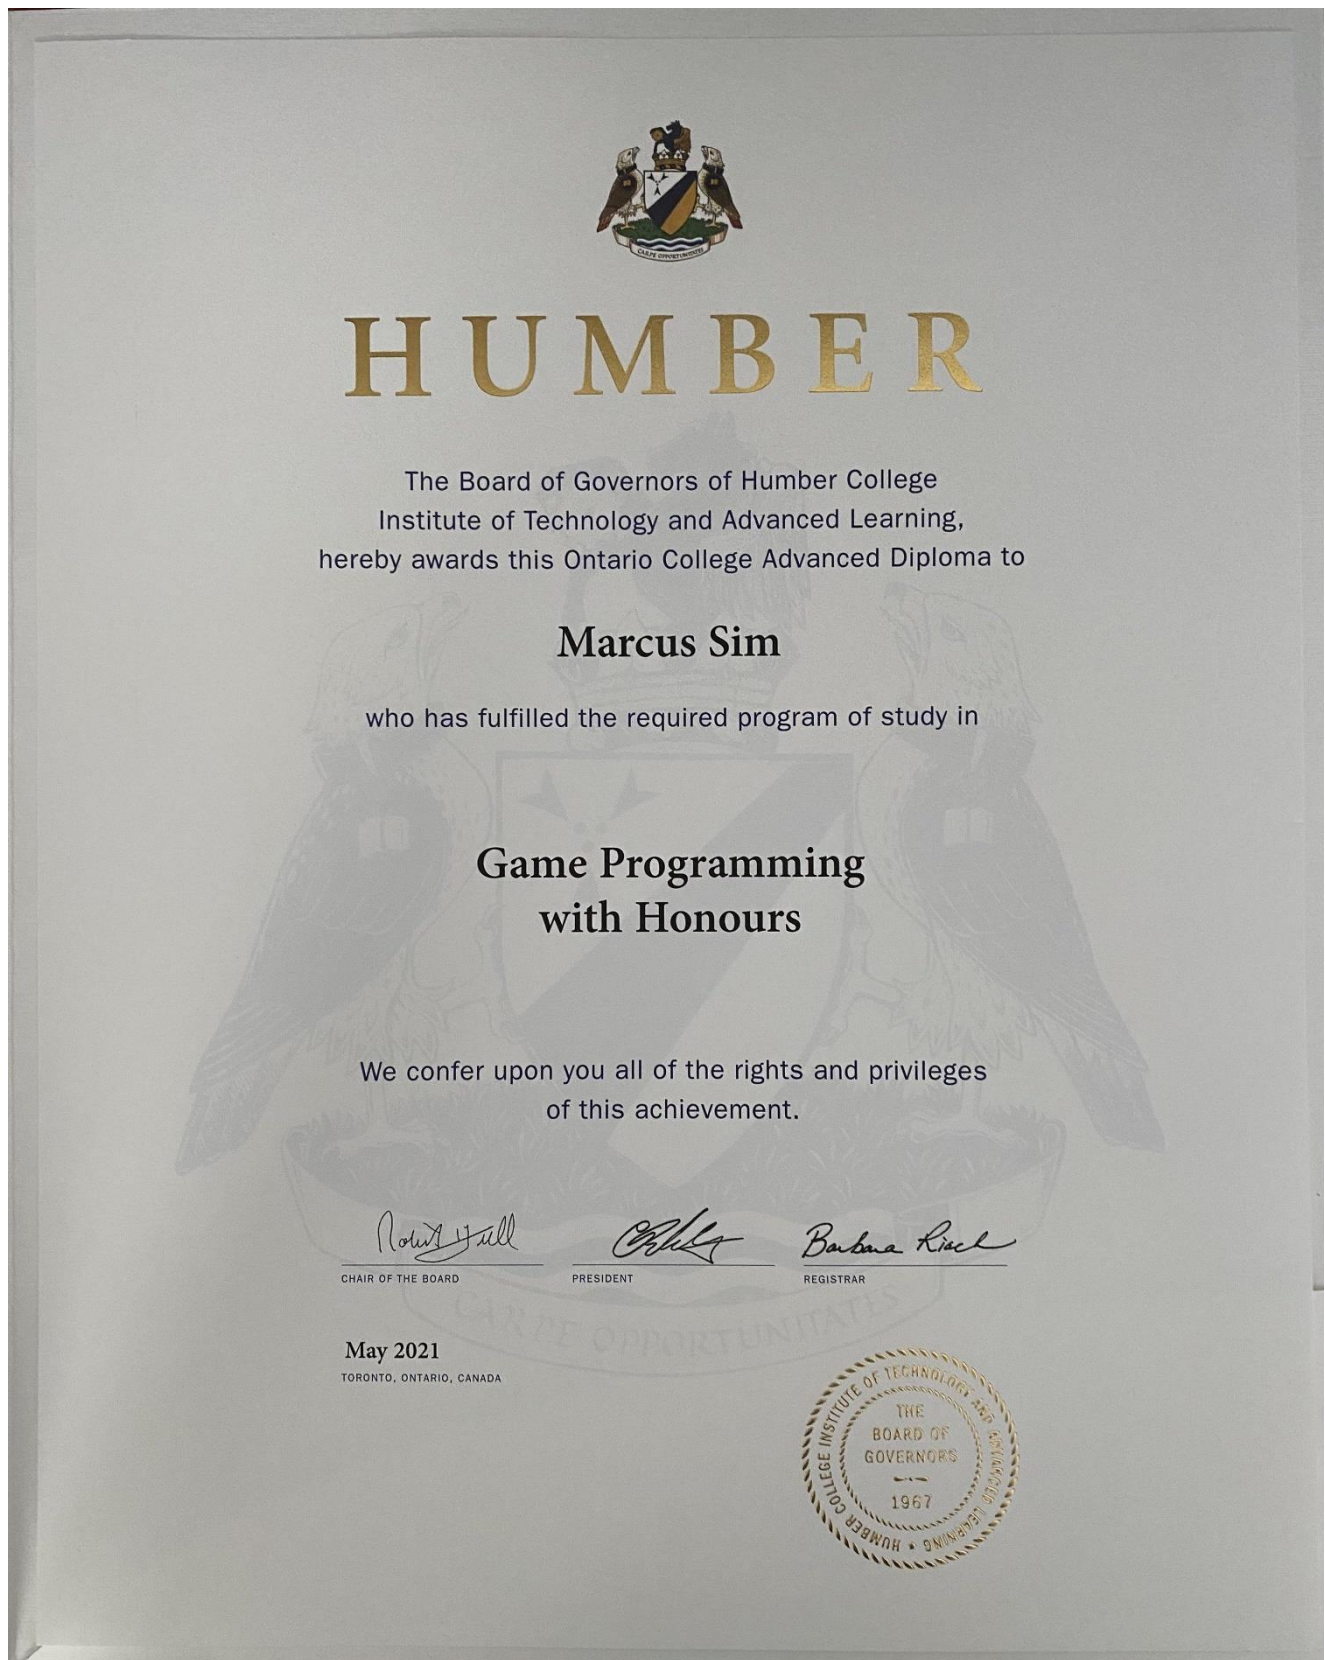 CARPE OPPORTUNITATES
HUMBER
The Board of Governors of Humber College
Institute of Technology and Advanced Learning,
hereby awards this Ontario College Advanced Diploma to
Marcus Sim
who has fulfilled the required program of study in
Game Programming
with Honours
We confer upon you all of the rights and privileges
of this achievement.
Barbara Riach
CHAIR OF THE BOARD
PRESIDENT
REGISTRAR
CARPE OPPORTUNITATES
May 2021
TORONTO, ONTARIO, CANADA
HUMBER COLLEGE INSTITUTE OF TECHNOLOGY AND ADVANCED LEARNING
THE
BOARD OF
GOVERNORS
1967